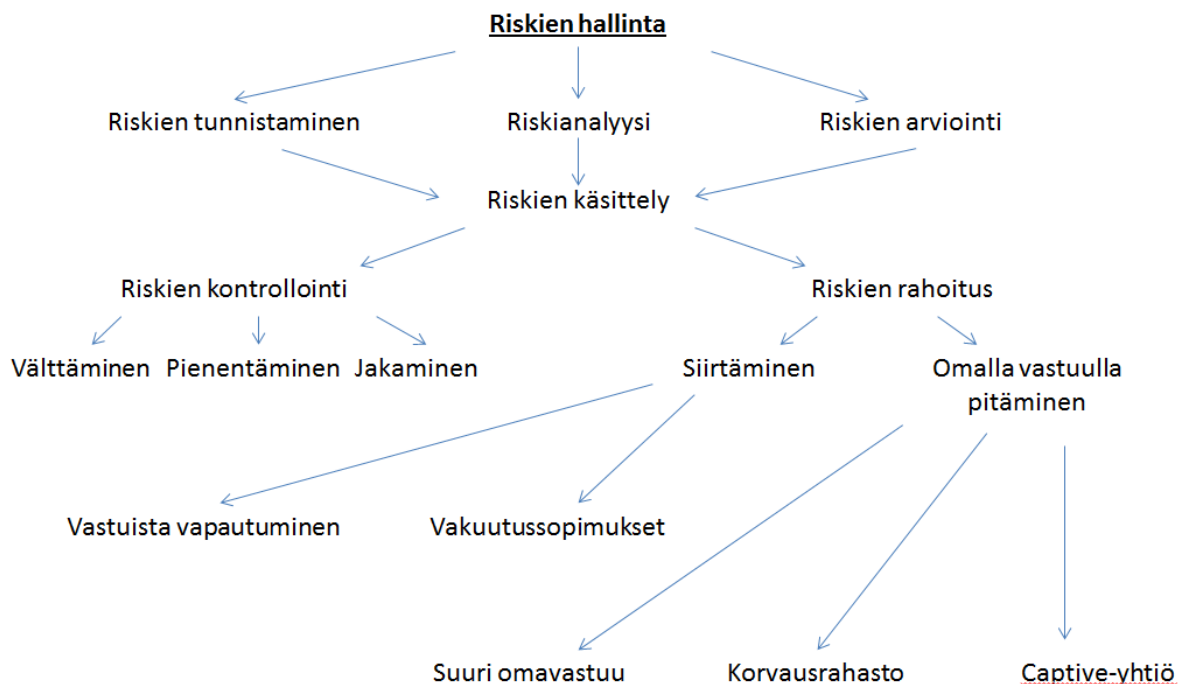 Riskien hallinta
Riskien tunnistaminen
Riskianalyysi
Riskien arviointi
Riskien käsittely
Riskien kontrollointi
Riskien rahoitus
Välttäminen
Pienentäminen
Jakaminen
Siirtäminen
Omalla vastuulla
pitäminen
Vastuista vapautuminen
Vakuutussopimukset
Suuri omavastuu
Korvausrahasto
Captive-yhtiö